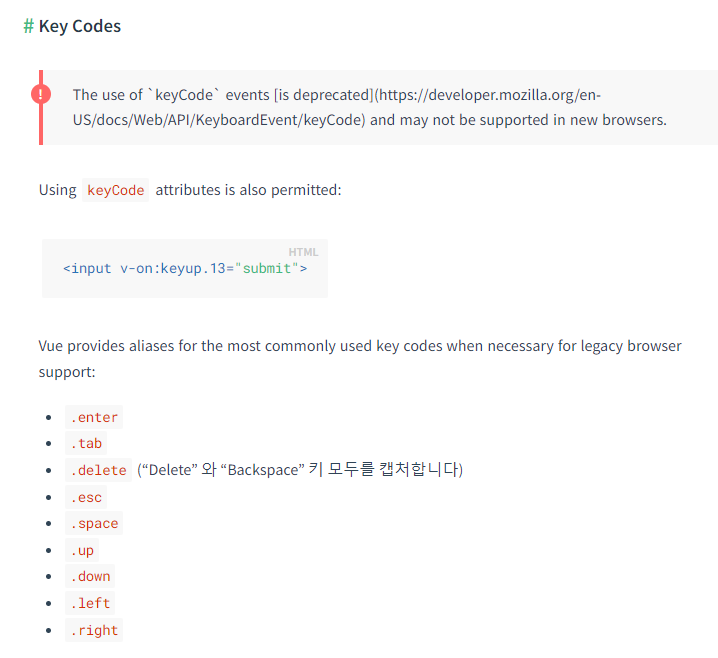 # Key Codes
!
The use of `keyCode` events [is deprecated](https://developer.mozilla.org/en-
US/docs/Web/API/KeyboardEvent/keyCode) and may not be supported in new browsers.
Using keyCode attributes is also permitted:
HTML
<input v-on:keyup.13="submit">
Vue provides aliases for the most commonly used key codes when necessary for legacy browser
support:
• .enter
• .tab
• .delete (“Delete” 와 “Backspace” 키 모두를 캡처합니다)
• .esc
• .space
• .up
• .down
• .left
• .right